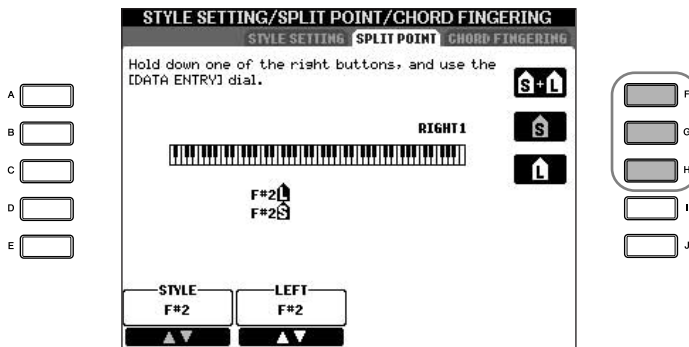 STYLE SETTING/SPLIT POINT/CHORD FINGERING
STYLE SETTING SPLIT POINT CHORD FINGERING
Hold down one of the right buttons, and use the
[DATA ENTRY] dial.
S+L
A F
RIGHT1
S
B G
L
C H
F#2 L
D I
F#2 S
E J
STYLE LEFT
F#2 F#2